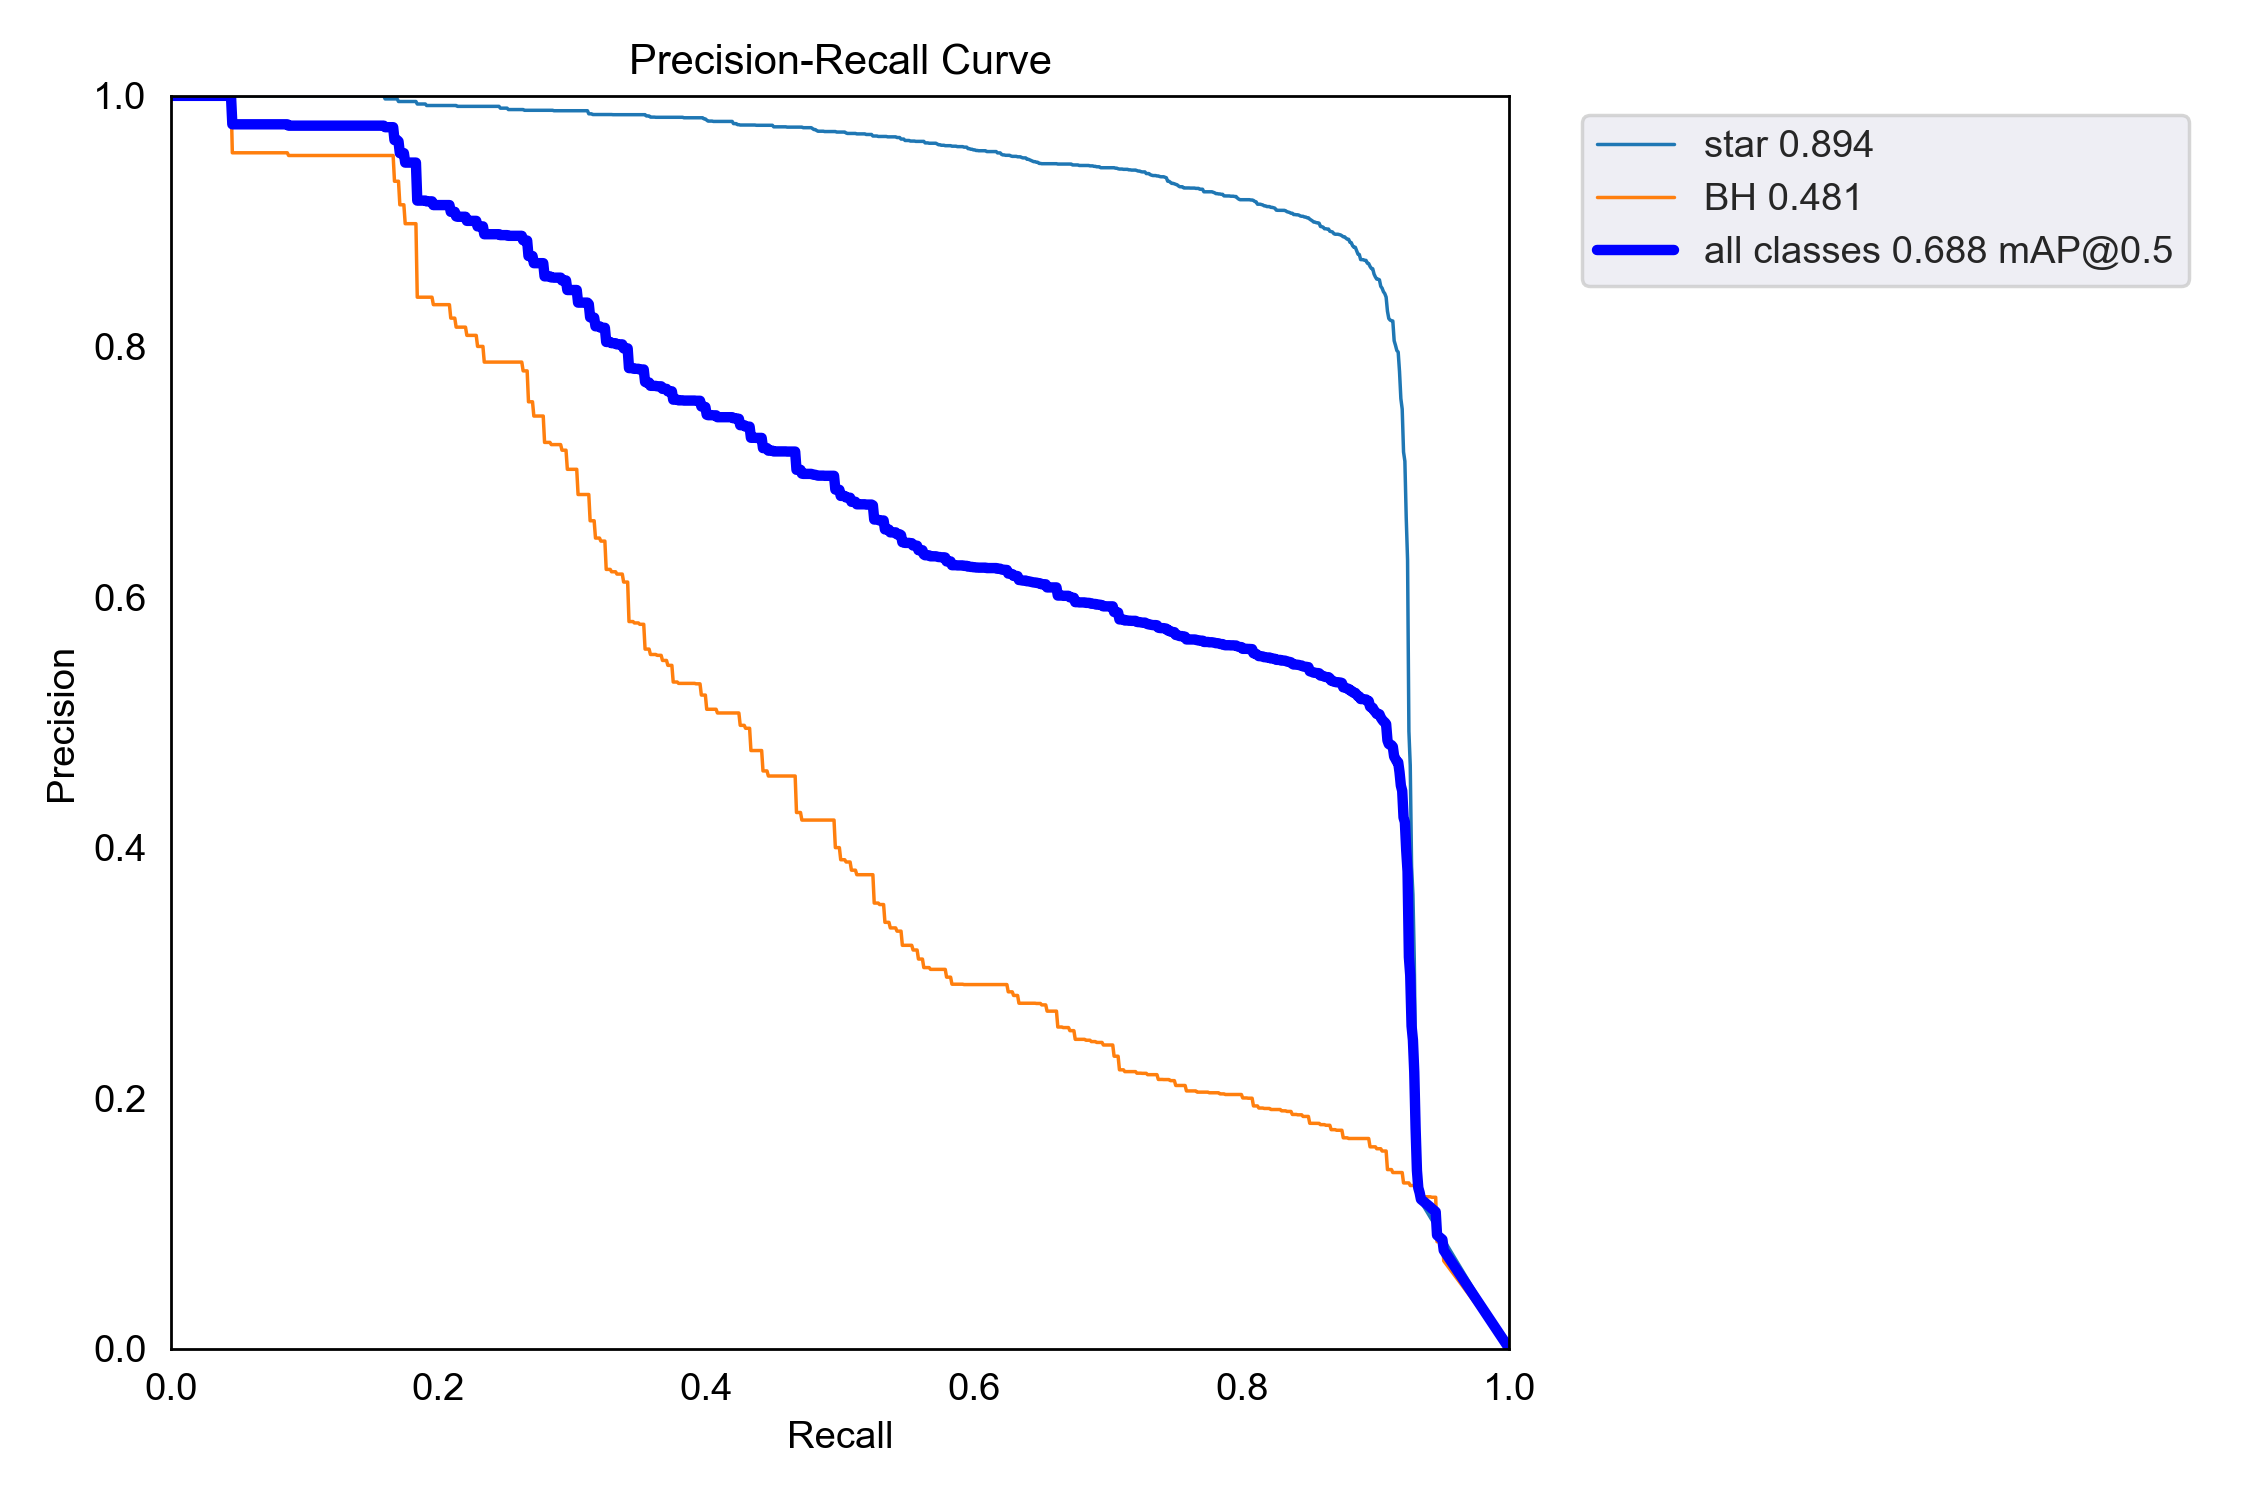 Precision-Recall Curve
star 0.894
BH 0.481
all classes 0.688 mAP@0.5
Precision
1.0
0.8
0.6
0.4
0.2
0.0
0.0 0.2 0.4 0.6 0.8 1.0
Recall